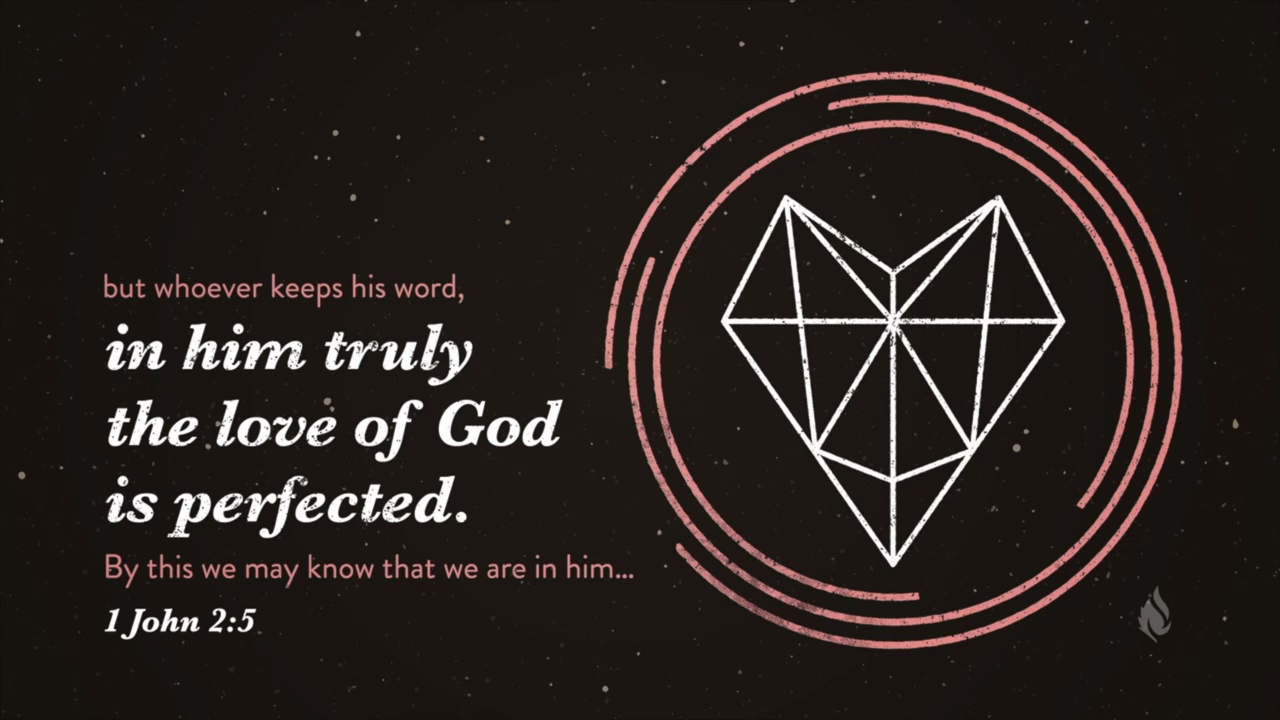 but whoever keeps his word,
in him truly
the love of God
is perfected.
By this we may know that we are in him...
1 John 2:5